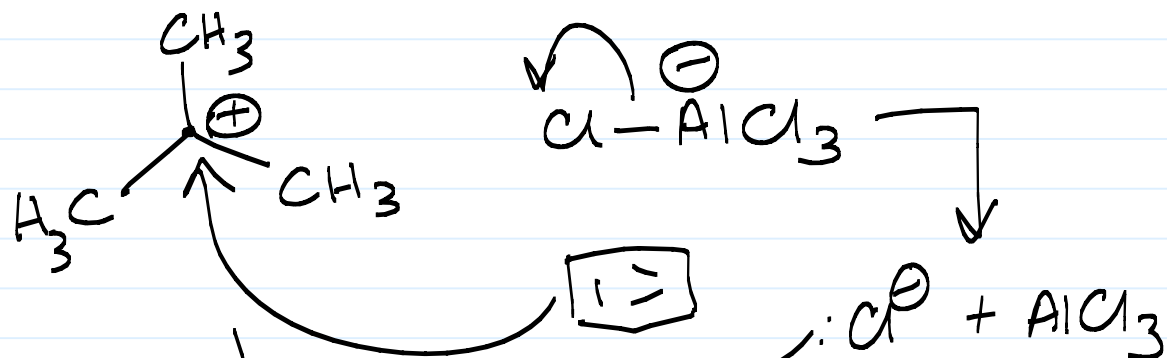 CH3
⊕
⊖
Cl—AlCl3
H3C
CH3
:Cl⊖ + AlCl3